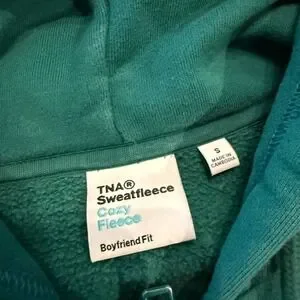 TNA®
Sweatfleece
Cozy
Fleece
Boyfriend Fit
S
MADE IN
CAMBODIA